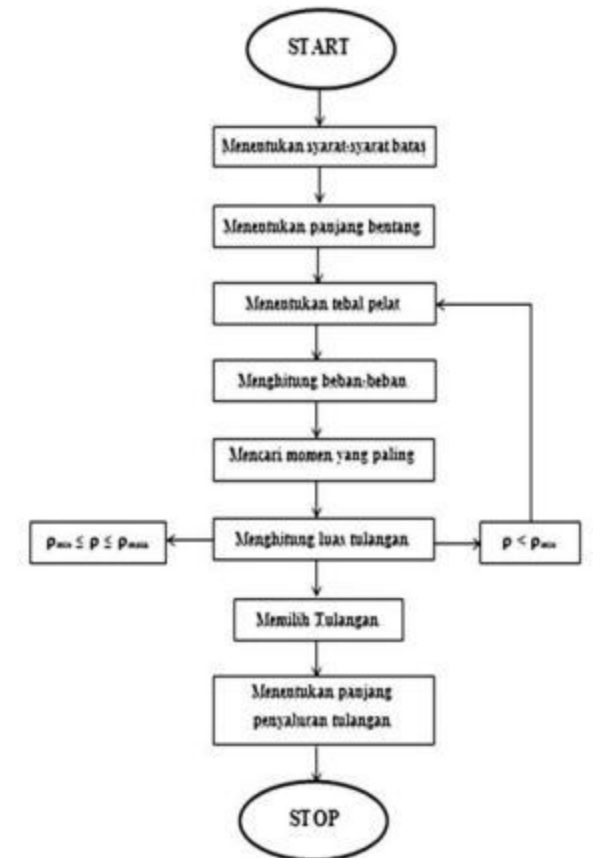 START
Menentukan syarat-syarat batas
Menentukan panjang bentang
Menentukan tebal pelat
Menghitung beban-beban
Mencari momen yang paling
ρmin ≤ ρ ≤ ρmax
Menghitung luas tulangan
ρ < ρmin
Memilih Tulangan
Menentukan panjang
penyaluran tulangan
STOP